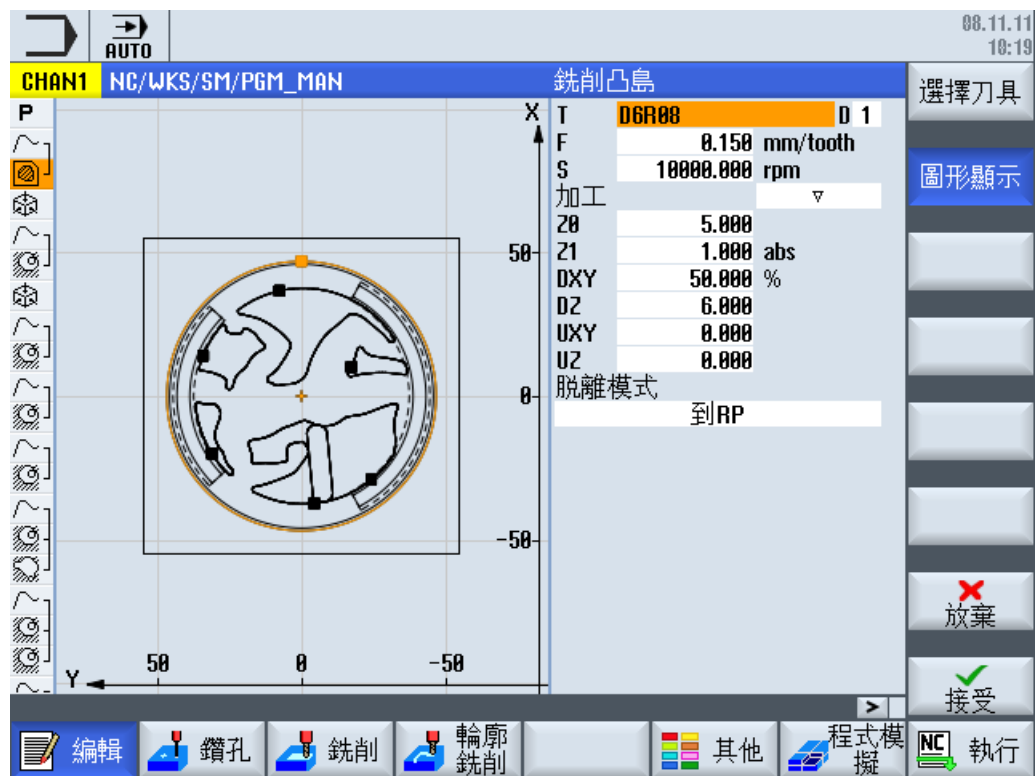 08.11.11
10:19
AUTO
CHAN1 NC/WKS/SM/PGM_MAN 銑削凸島
選擇刀具
P
X
T D6R08 D 1
F 0.150 mm/tooth
S 10000.000 rpm
圖形顯示
加工 ▿
Z0 5.000
50 Z1 1.000 abs
DXY 50.000 %
DZ 6.000
UXY 0.000
UZ 0.000
0 脱離模式
到RP
-50
放棄
50 0 -50
Y
接受
>
編輯 鑽孔 銑削 輪廓銑削 其他 程式模擬 NC 執行